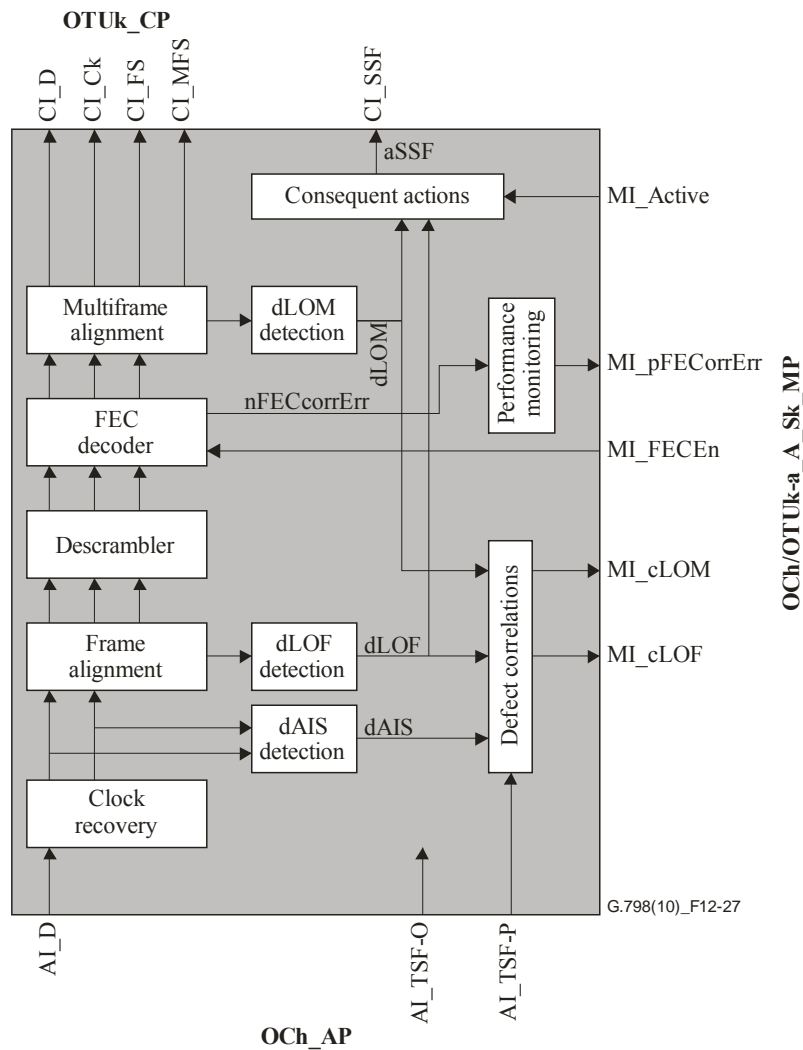 OTUk_CP
CI_D
CI_Ck
CI_FS
CI_MFS
CI_SSF
aSSF
Consequent actions
MI_Active
Multiframe
alignment
dLOM
detection
dLOM
Performance
monitoring
MI_pFECorrErr
nFECcorrErr
FEC
decoder
MI_FECEn
OCh/OTUk-a_A_Sk_MP
Descrambler
Defect correlations
MI_cLOM
Frame
alignment
dLOF
detection
dLOF
MI_cLOF
dAIS
detection
dAIS
Clock
recovery
G.798(10)_F12-27
AI_D
AI_TSF-O
AI_TSF-P
OCh_AP